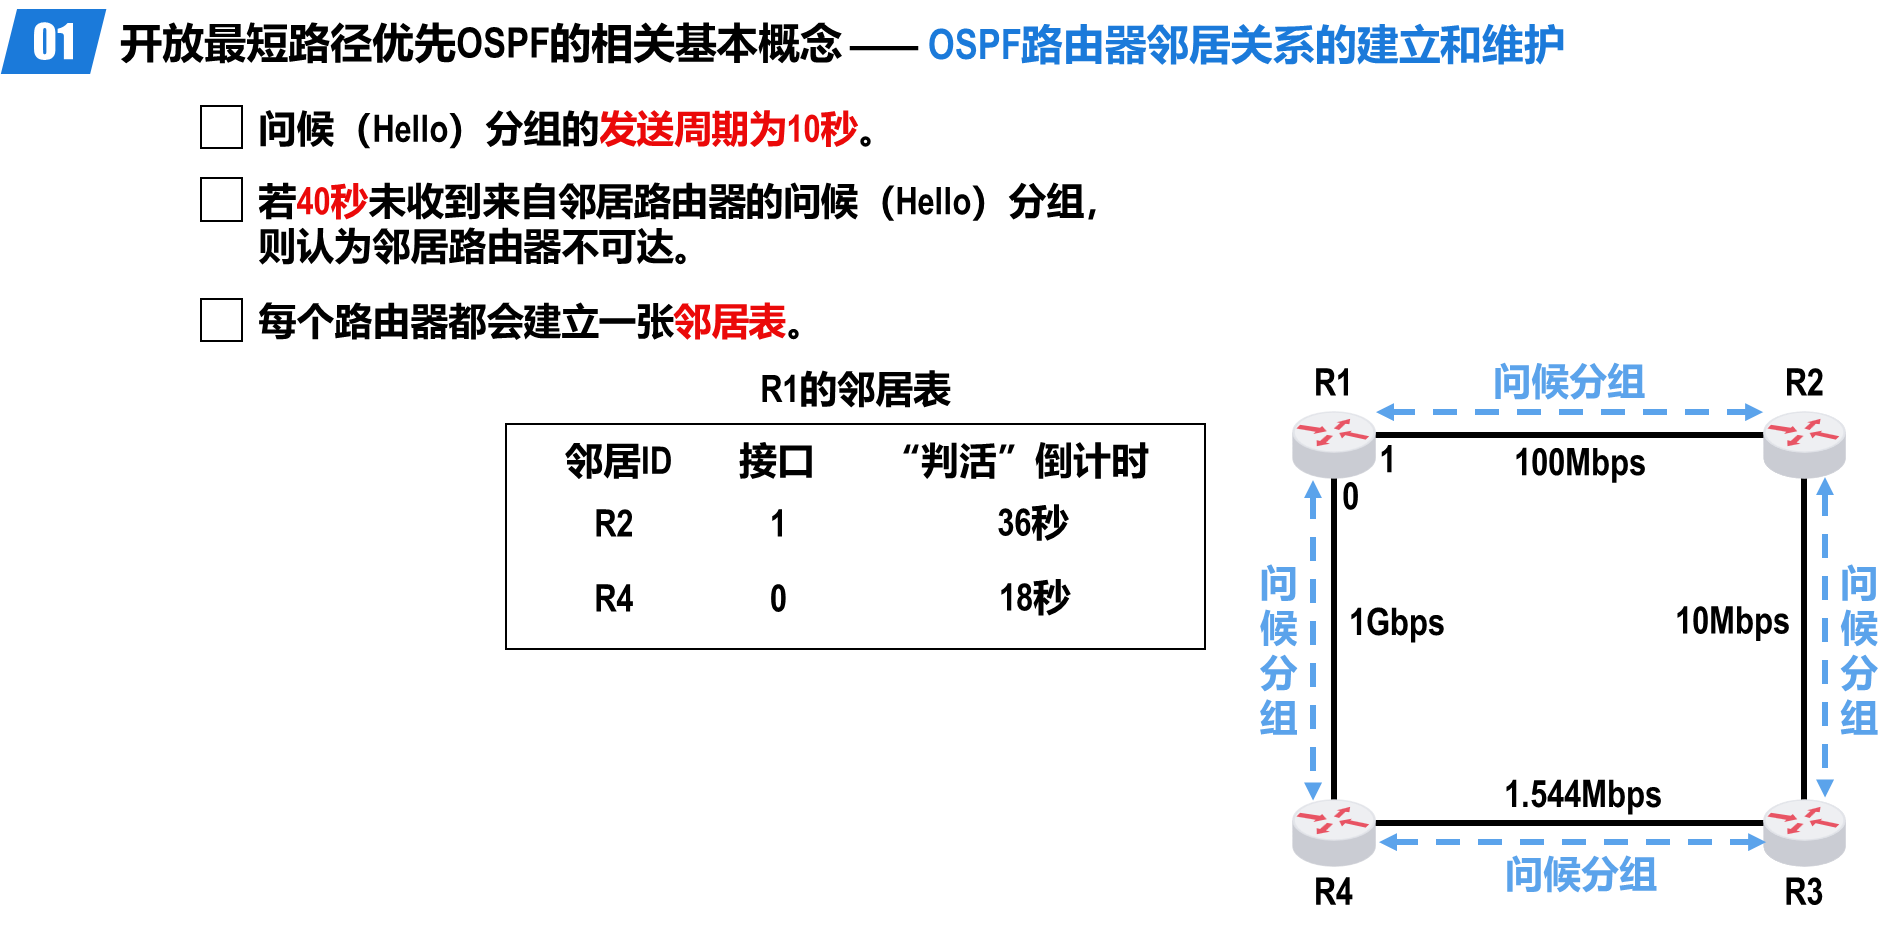 01 开放最短路径优先OSPF的相关基本概念 —— OSPF路由器邻居关系的建立和维护
问候（Hello）分组的发送周期为10秒。
若40秒未收到来自邻居路由器的问候（Hello）分组，
则认为邻居路由器不可达。
每个路由器都会建立一张邻居表。
R1的邻居表
邻居ID 接口 “判活”倒计时
R2 1 36秒
R4 0 18秒
R1 问候分组 R2
1 100Mbps
0
问候分组
1Gbps
10Mbps
问候分组
1.544Mbps
问候分组
R4 R3